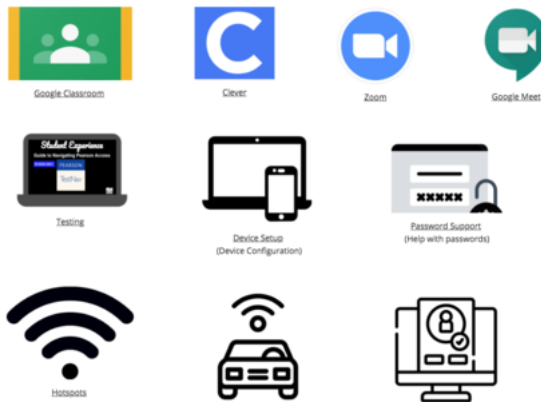 Google Classroom
Clever
Zoom
Google Meet
Student Experience
Guide to Navigating Pearson Access
PEARSON
TestNav
Testing
Device Setup
(Device Configuration)
Password Support
(Help with passwords)
Hotspots